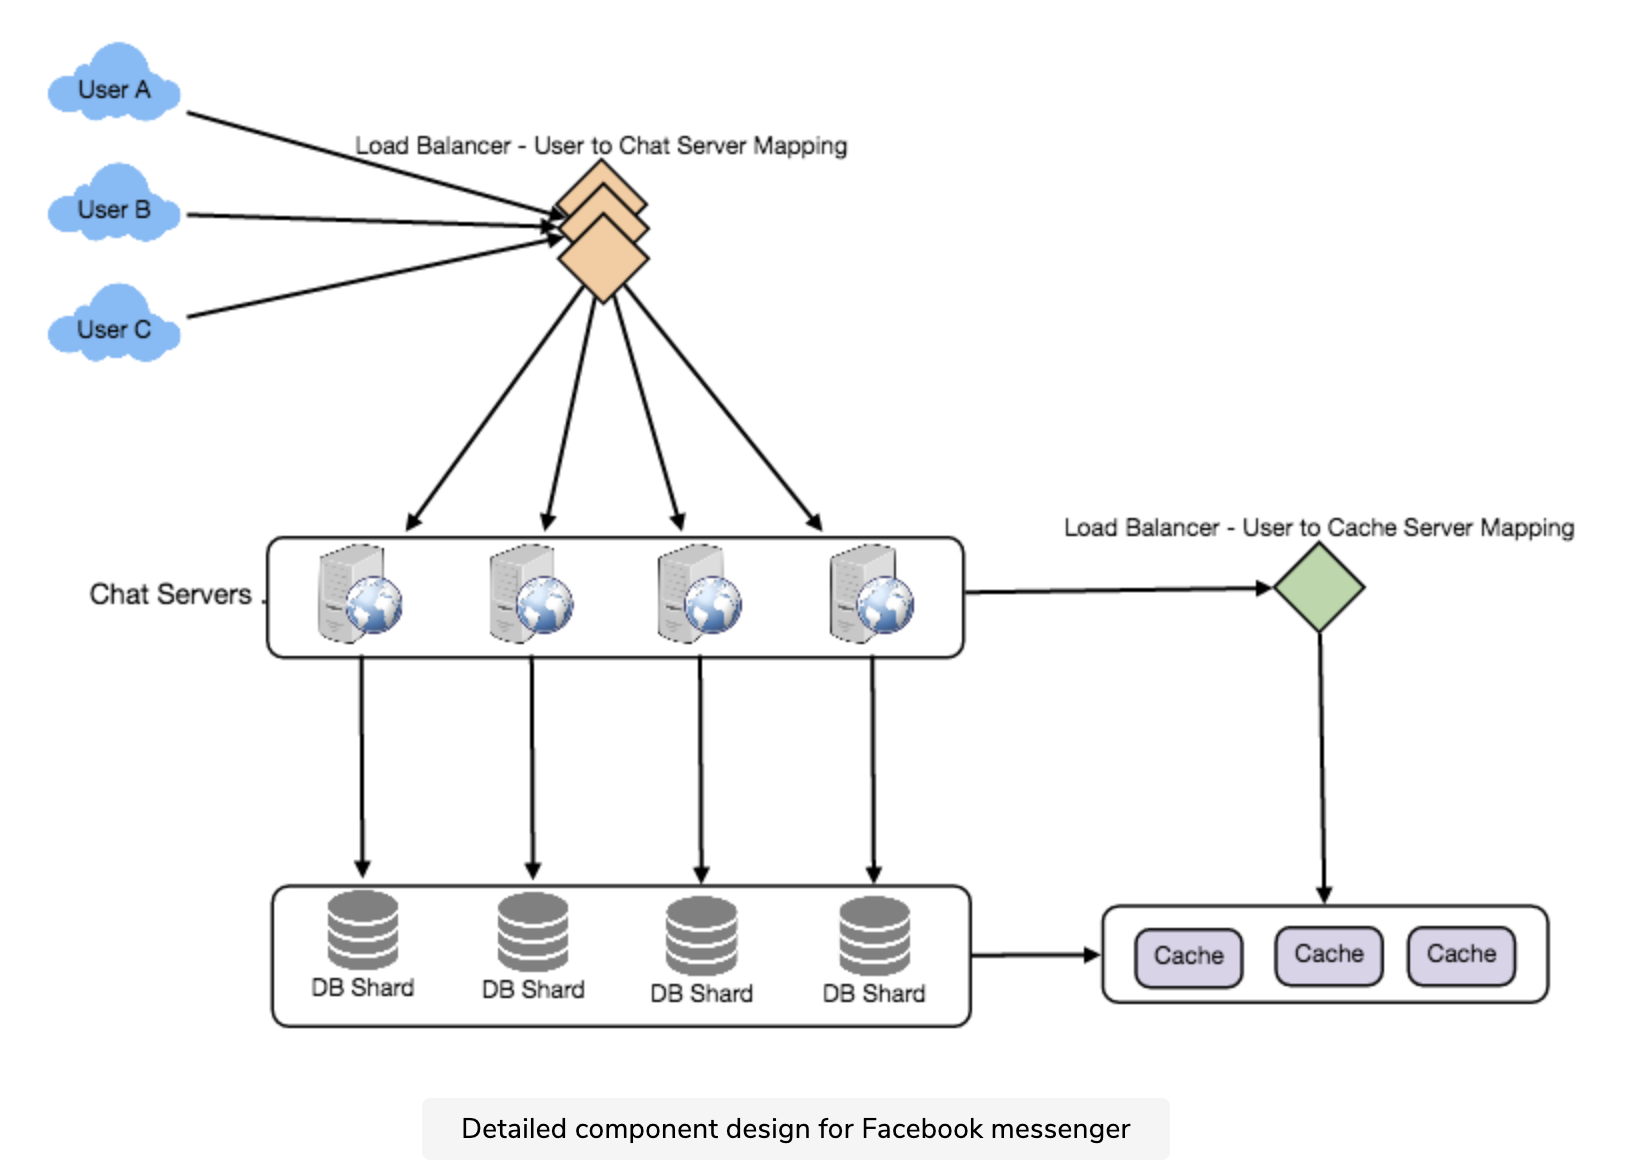 User A
Load Balancer - User to Chat Server Mapping
User B
User C
Load Balancer - User to Cache Server Mapping
Chat Servers
Cache
Cache
Cache
DB Shard
DB Shard
DB Shard
DB Shard
Detailed component design for Facebook messenger